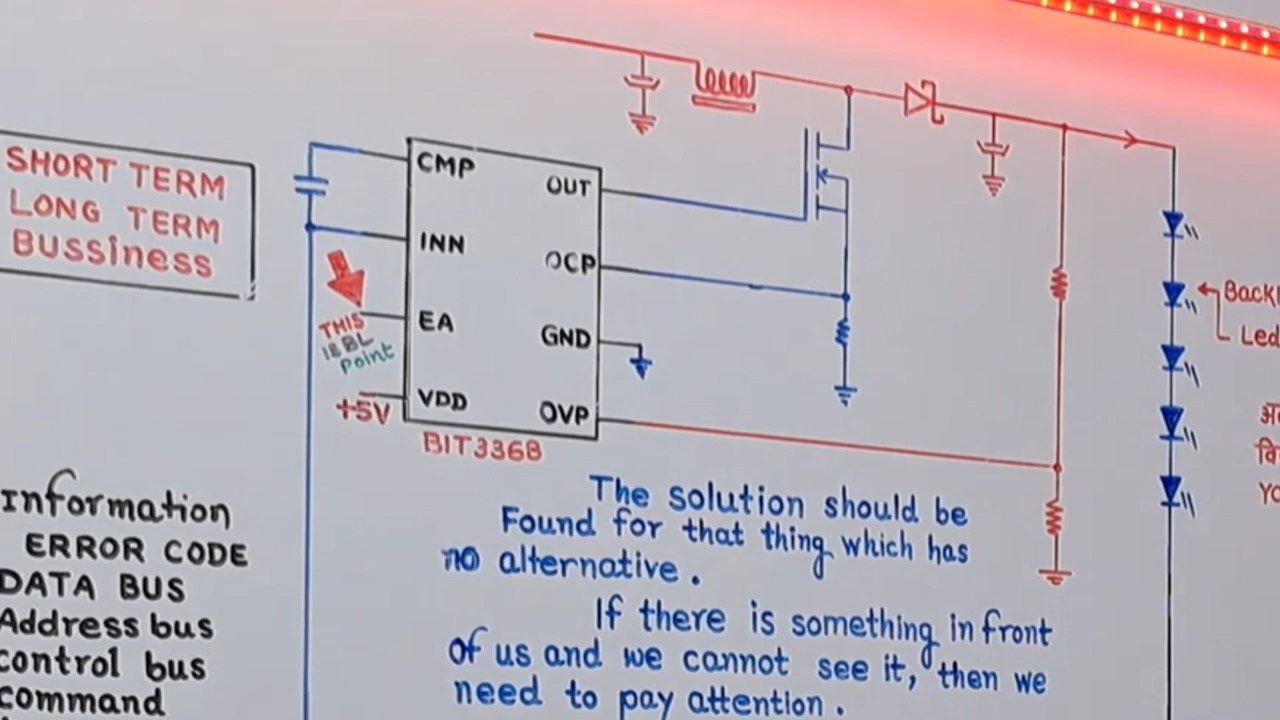 SHORT TERM
LONG TERM
BUSSiness
CMP
INN
EA
VDD
OUT
OCP
GND
OVP
THIS
IS BL
Point
+5V
BIT3368
Led
The solution should be
Found for that thing which has
no alternative.
If there is something in front
of us and we cannot see it, then we
need to pay attention.
Information
ERROR CODE
DATA BUS
Address bus
control bus
command